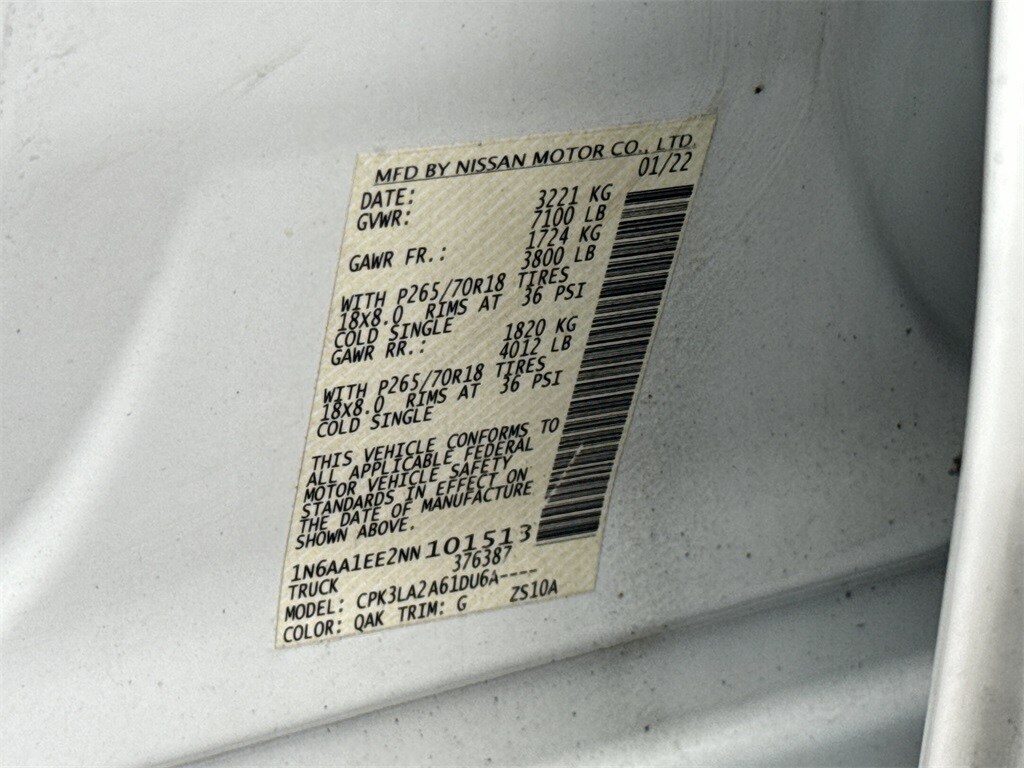 MFD BY NISSAN MOTOR CO., LTD.
DATE: 01/22
GVWR: 3221 KG
7100 LB
GAWR FR.: 1724 KG
3800 LB
WITH P265/70R18 TIRES
18X8.0 RIMS AT 36 PSI
COLD SINGLE
GAWR RR.: 1820 KG
4012 LB
WITH P265/70R18 TIRES
18X8.0 RIMS AT 36 PSI
COLD SINGLE
THIS VEHICLE CONFORMS TO
ALL APPLICABLE FEDERAL
MOTOR VEHICLE SAFETY
STANDARDS IN EFFECT ON
THE DATE OF MANUFACTURE
SHOWN ABOVE.
1N6AA1EE2NN101513
TRUCK 376387
MODEL: CPK3LA2A61DU6A----
COLOR: QAK TRIM: G ZS10A